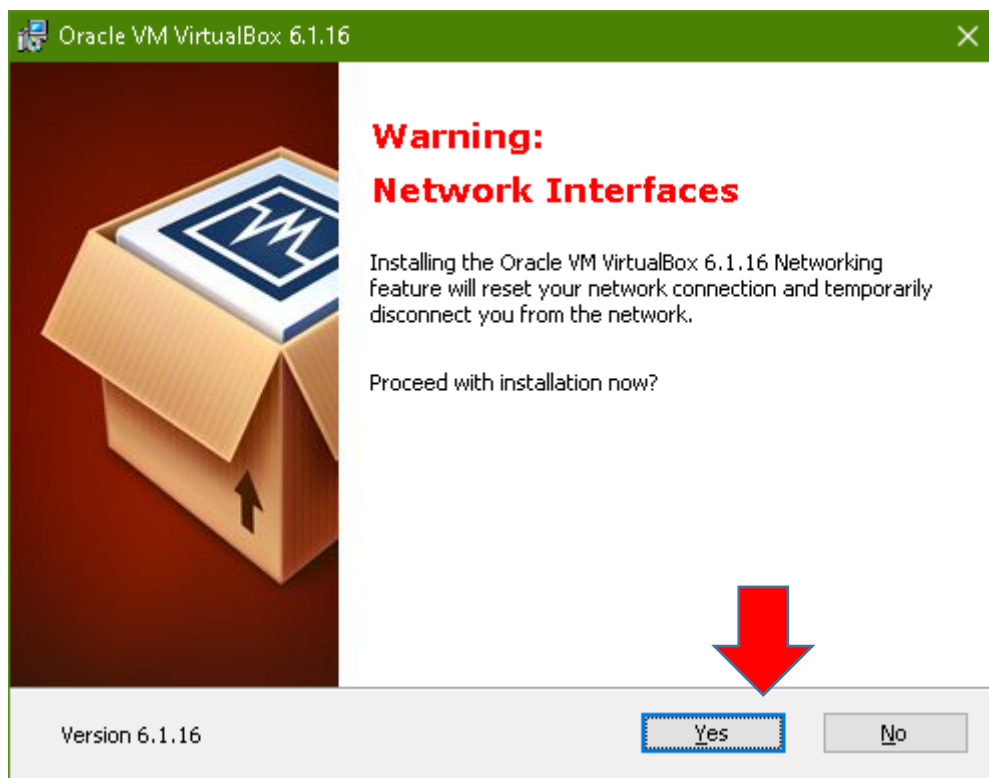 Oracle VM VirtualBox 6.1.16
Warning:
Network Interfaces
Installing the Oracle VM VirtualBox 6.1.16 Networking
feature will reset your network connection and temporarily
disconnect you from the network.
Proceed with installation now?
Version 6.1.16
Yes
No